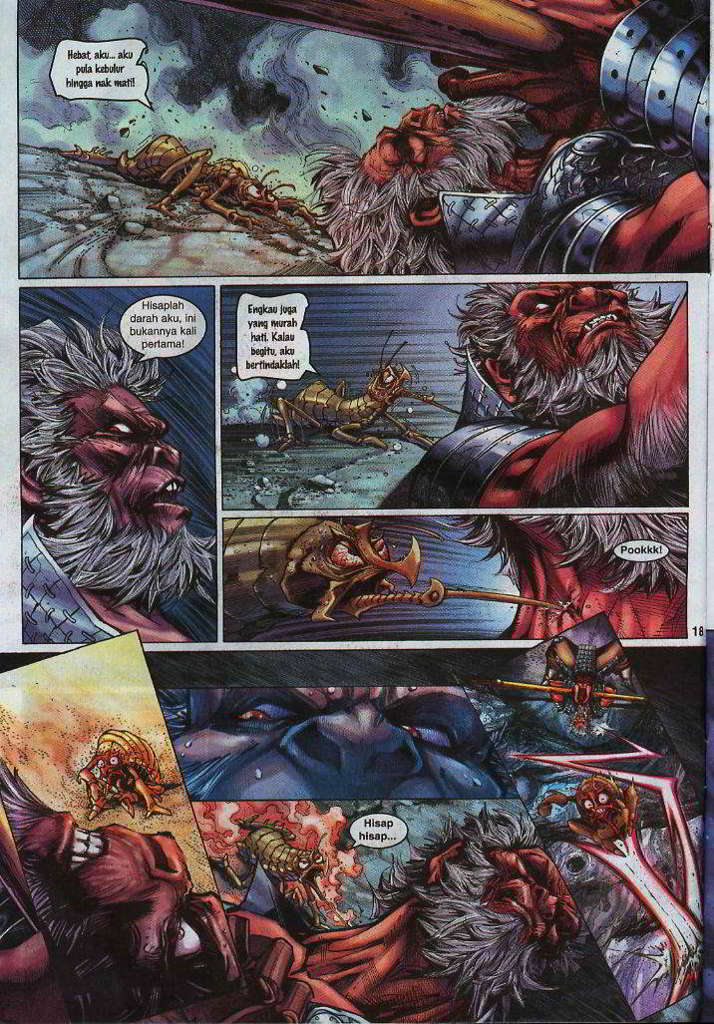 Hebat, aku... aku
pula kebulur
hingga nak mati!
Hisaplah
darah aku, ini
bukannya kali
pertama!
Engkau juga
yang murah
hati. Kalau
begitu, aku
bertindaklah!
Pookkk!
18
Hisap
hisap...